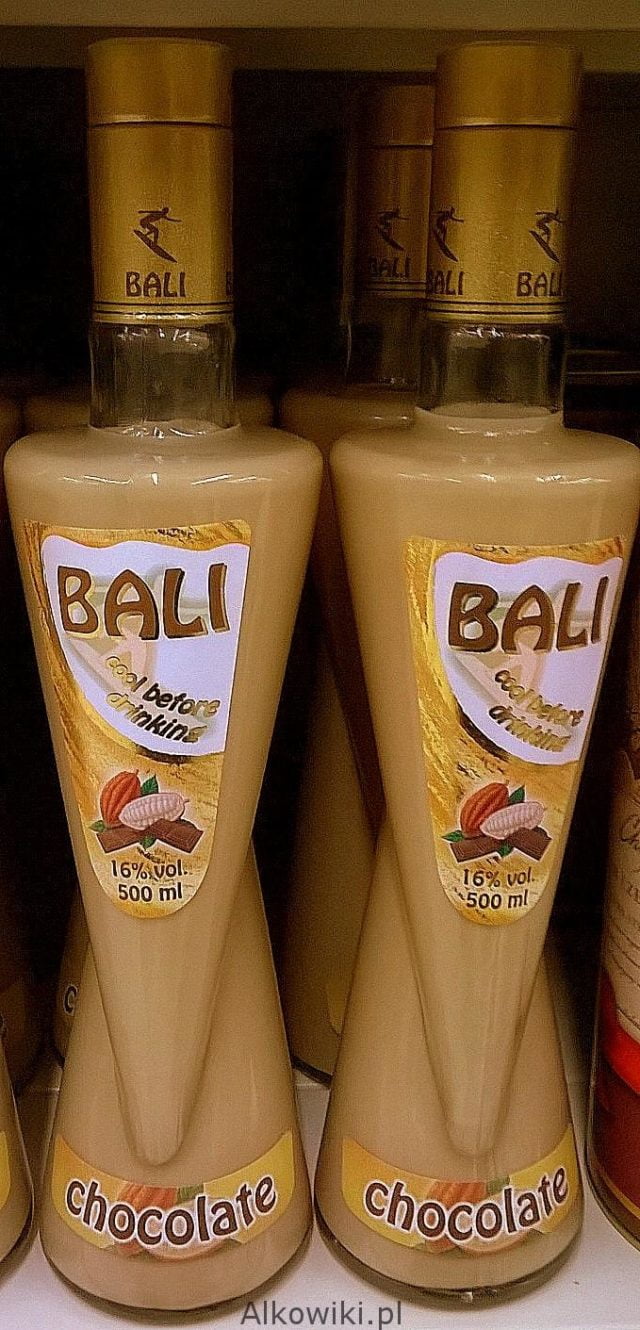 BALI
BALI
BALI
BALI
BALI
cool before
drinking
16% vol.
500 ml
chocolate
BALI
cool before
drinking
16% vol.
500 ml
chocolate
Alkowiki.pl